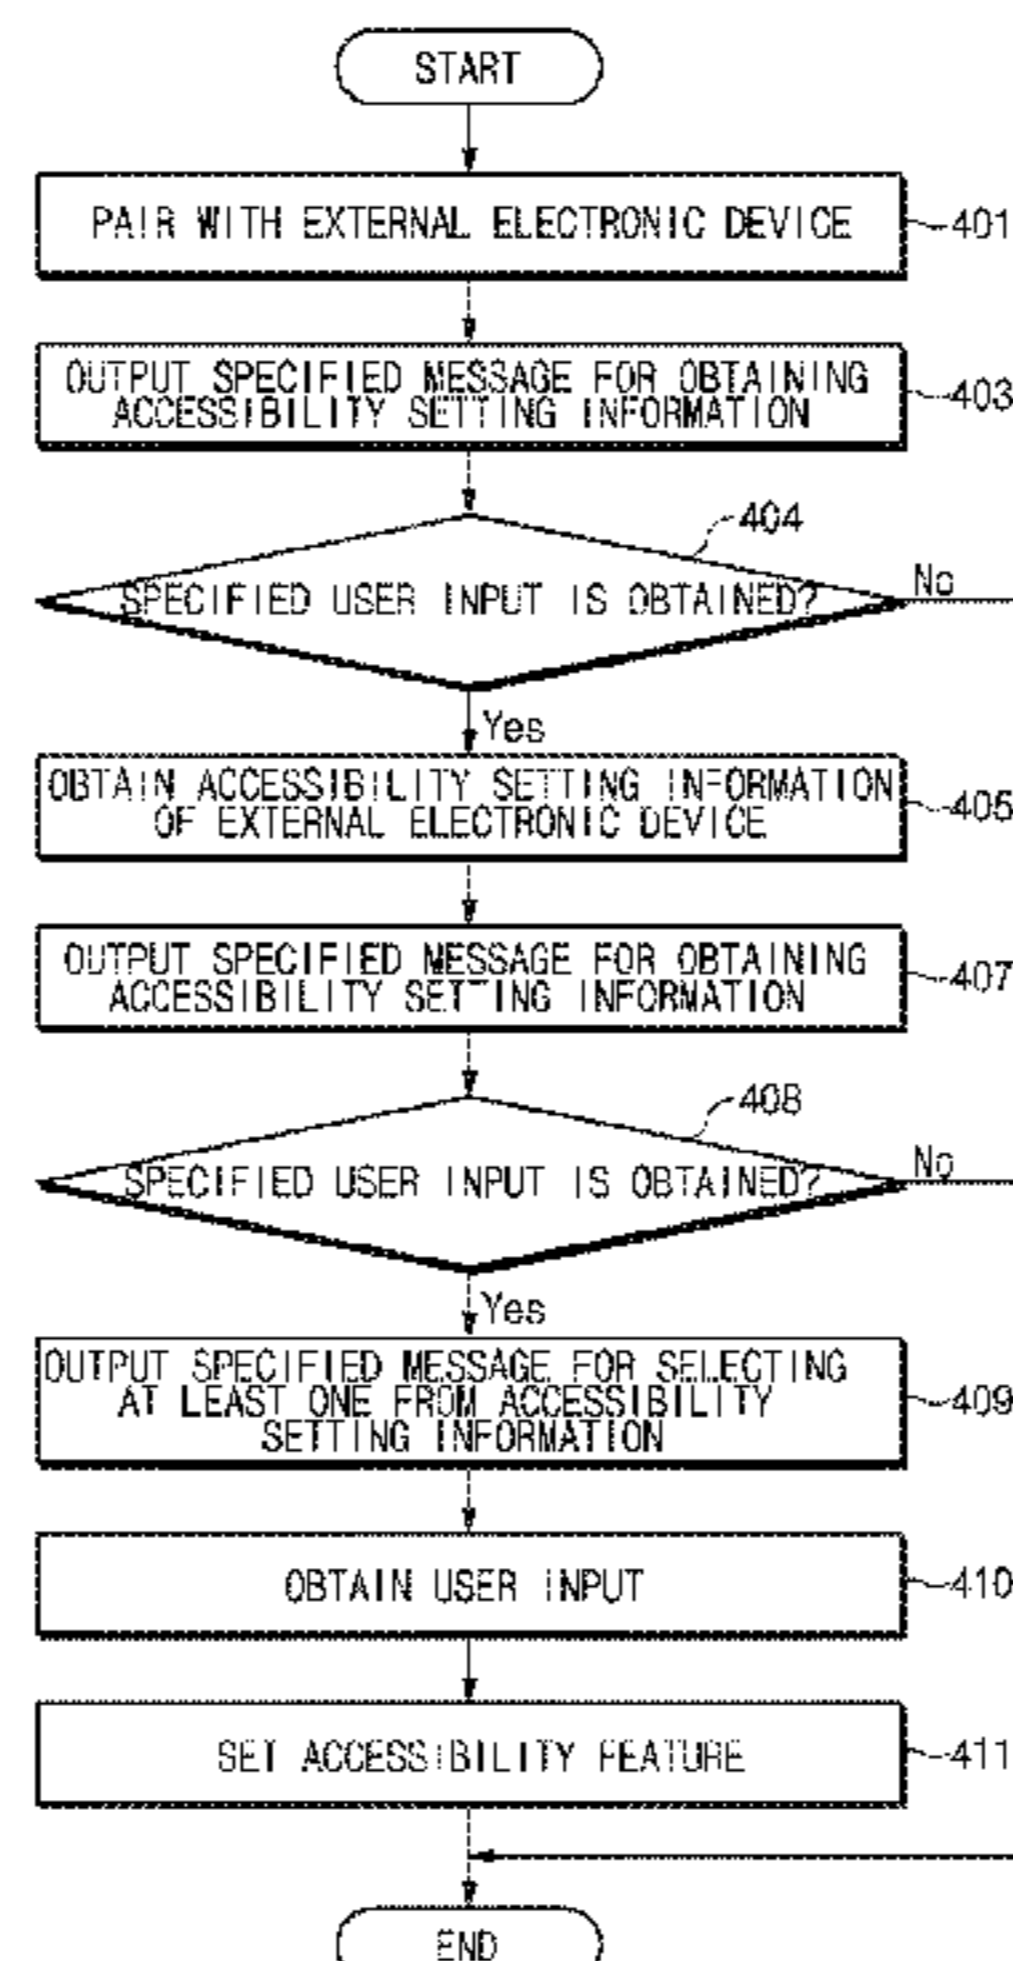 START
PAIR WITH EXTERNAL ELECTRONIC DEVICE
401
OUTPUT SPECIFIED MESSAGE FOR OBTAINING
ACCESSIBILITY SETTING INFORMATION
403
404
SPECIFIED USER INPUT IS OBTAINED?
No
Yes
OBTAIN ACCESSIBILITY SETTING INFORMATION
OF EXTERNAL ELECTRONIC DEVICE
405
OUTPUT SPECIFIED MESSAGE FOR OBTAINING
ACCESSIBILITY SETTING INFORMATION
407
408
SPECIFIED USER INPUT IS OBTAINED?
No
Yes
OUTPUT SPECIFIED MESSAGE FOR SELECTING
AT LEAST ONE FROM ACCESSIBILITY
SETTING INFORMATION
409
OBTAIN USER INPUT
410
SET ACCESSIBILITY FEATURE
411
END